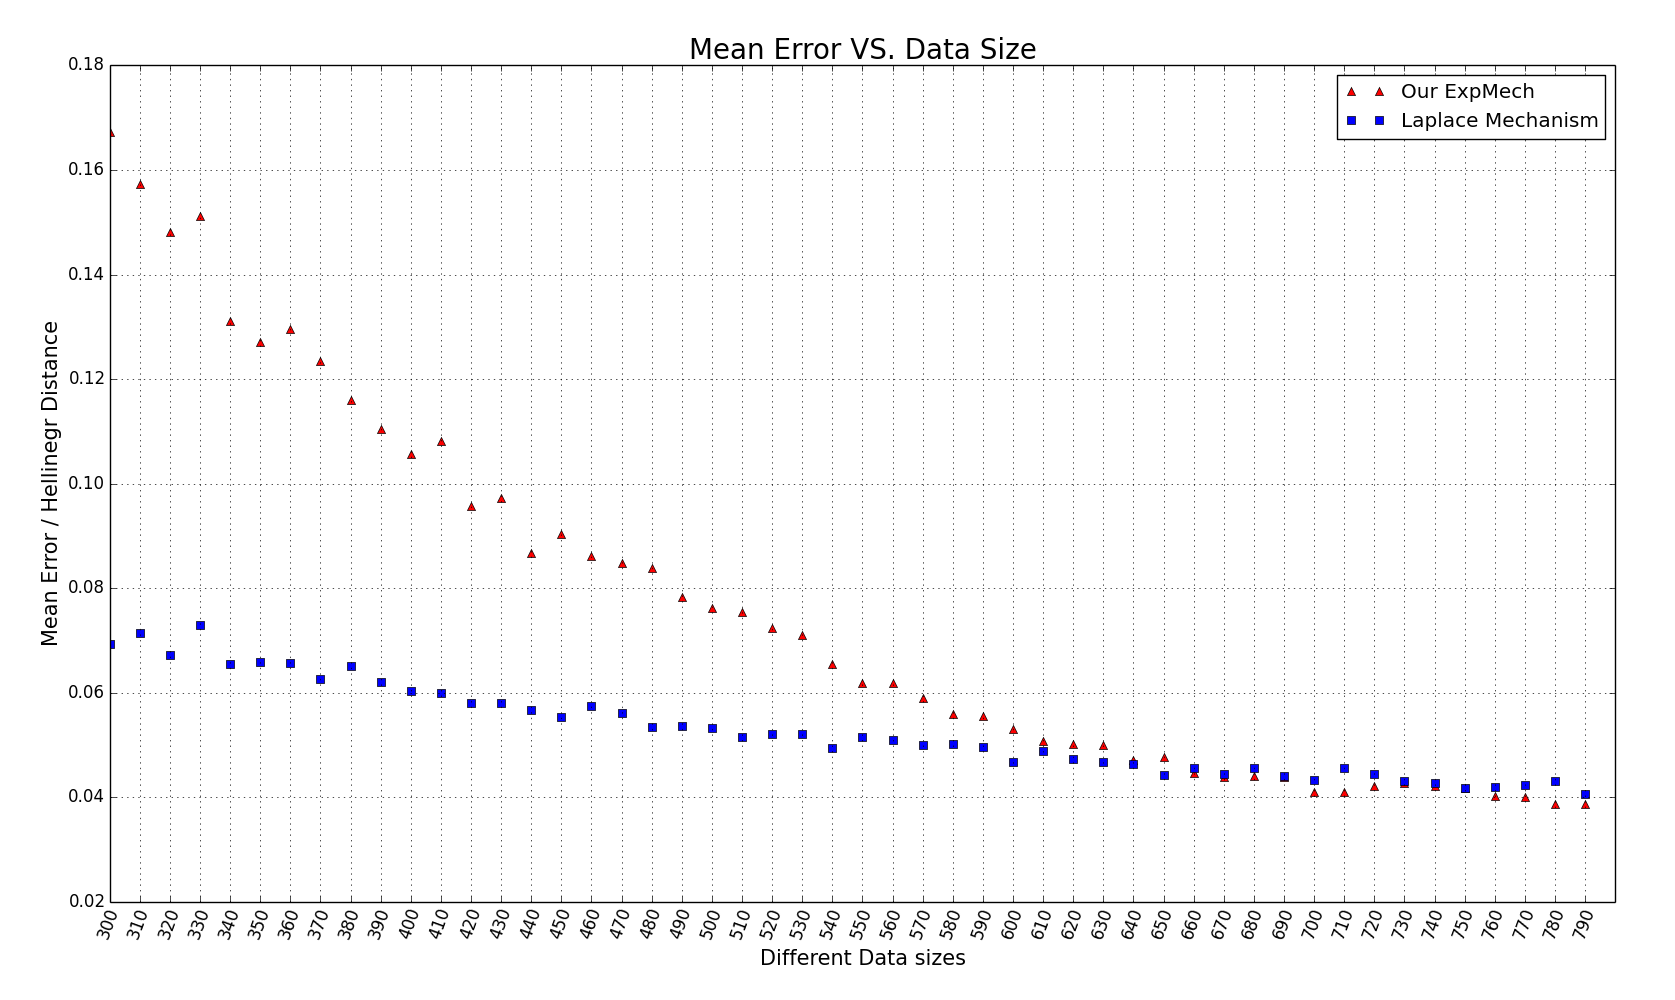 Mean Error VS. Data Size
Our ExpMech
Laplace Mechanism
Mean Error / Hellinegr Distance
0.18
0.16
0.14
0.12
0.10
0.08
0.06
0.04
0.02
300 310 320 330 340 350 360 370 380 390 400 410 420 430 440 450 460 470 480 490 500 510 520 530 540 550 560 570 580 590 600 610 620 630 640 650 660 670 680 690 700 710 720 730 740 750 760 770 780 790
Different Data sizes